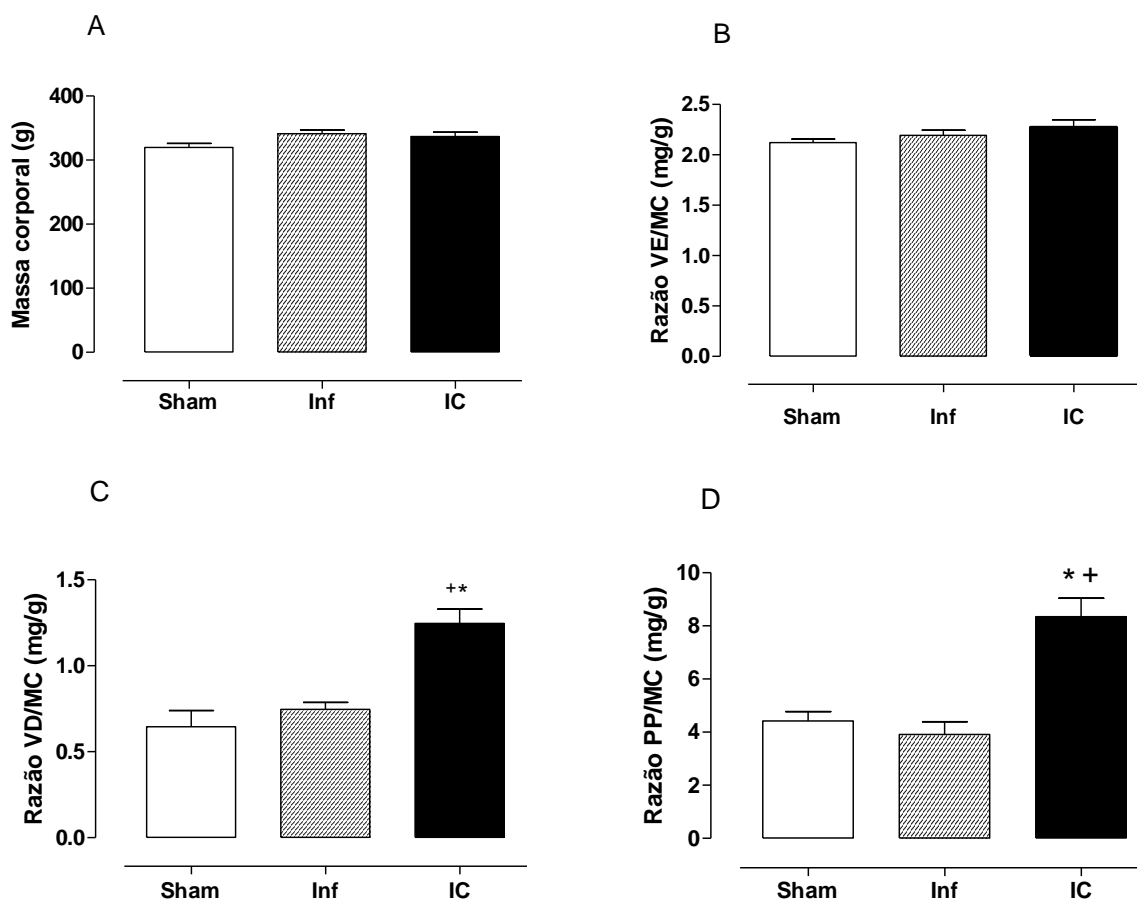 A
Massa corporal (g)
400
300
200
100
0
Sham Inf IC
B
Razão VE/MC (mg/g)
2.5
2.0
1.5
1.0
0.5
0.0
Sham Inf IC
C
Razão VD/MC (mg/g)
1.5
1.0
0.5
0.0
+*
Sham Inf IC
D
Razão PP/MC (mg/g)
10
8
6
4
2
0
* +
Sham Inf IC